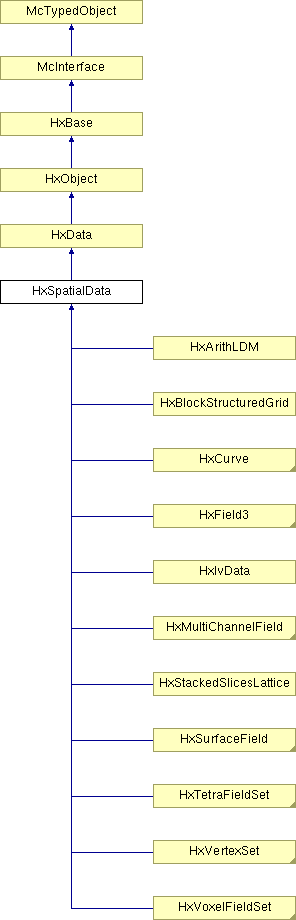 McTypedObject
McInterface
HxBase
HxObject
HxData
HxSpatialData
HxArithLDM
HxBlockStructuredGrid
HxCurve
HxField3
HxIvData
HxMultiChannelField
HxStackedSlicesLattice
HxSurfaceField
HxTetraFieldSet
HxVertexSet
HxVoxelFieldSet